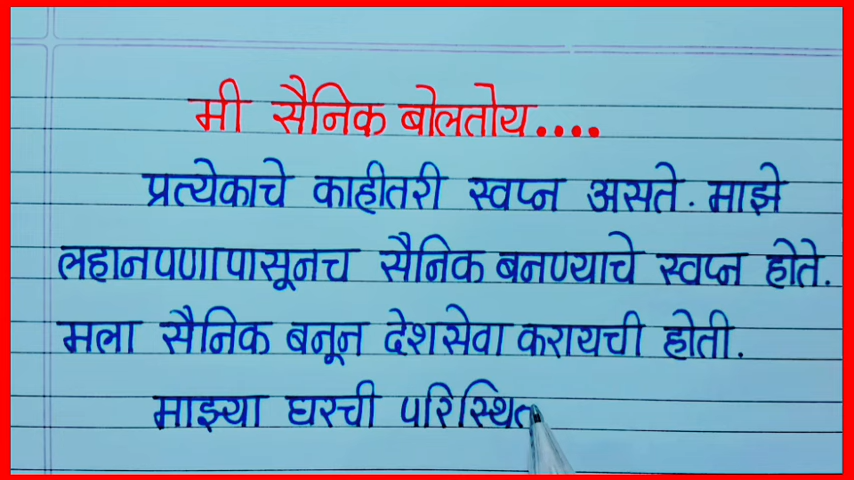 मी सैनिक बोलतोय....
प्रत्येकाचे काहीतरी स्वप्न असते. माझे
लहानपणापासूनच सैनिक बनण्याचे स्वप्न होते.
मला सैनिक बनून देशसेवा करायची होती.
माझ्या घरची परिस्थित